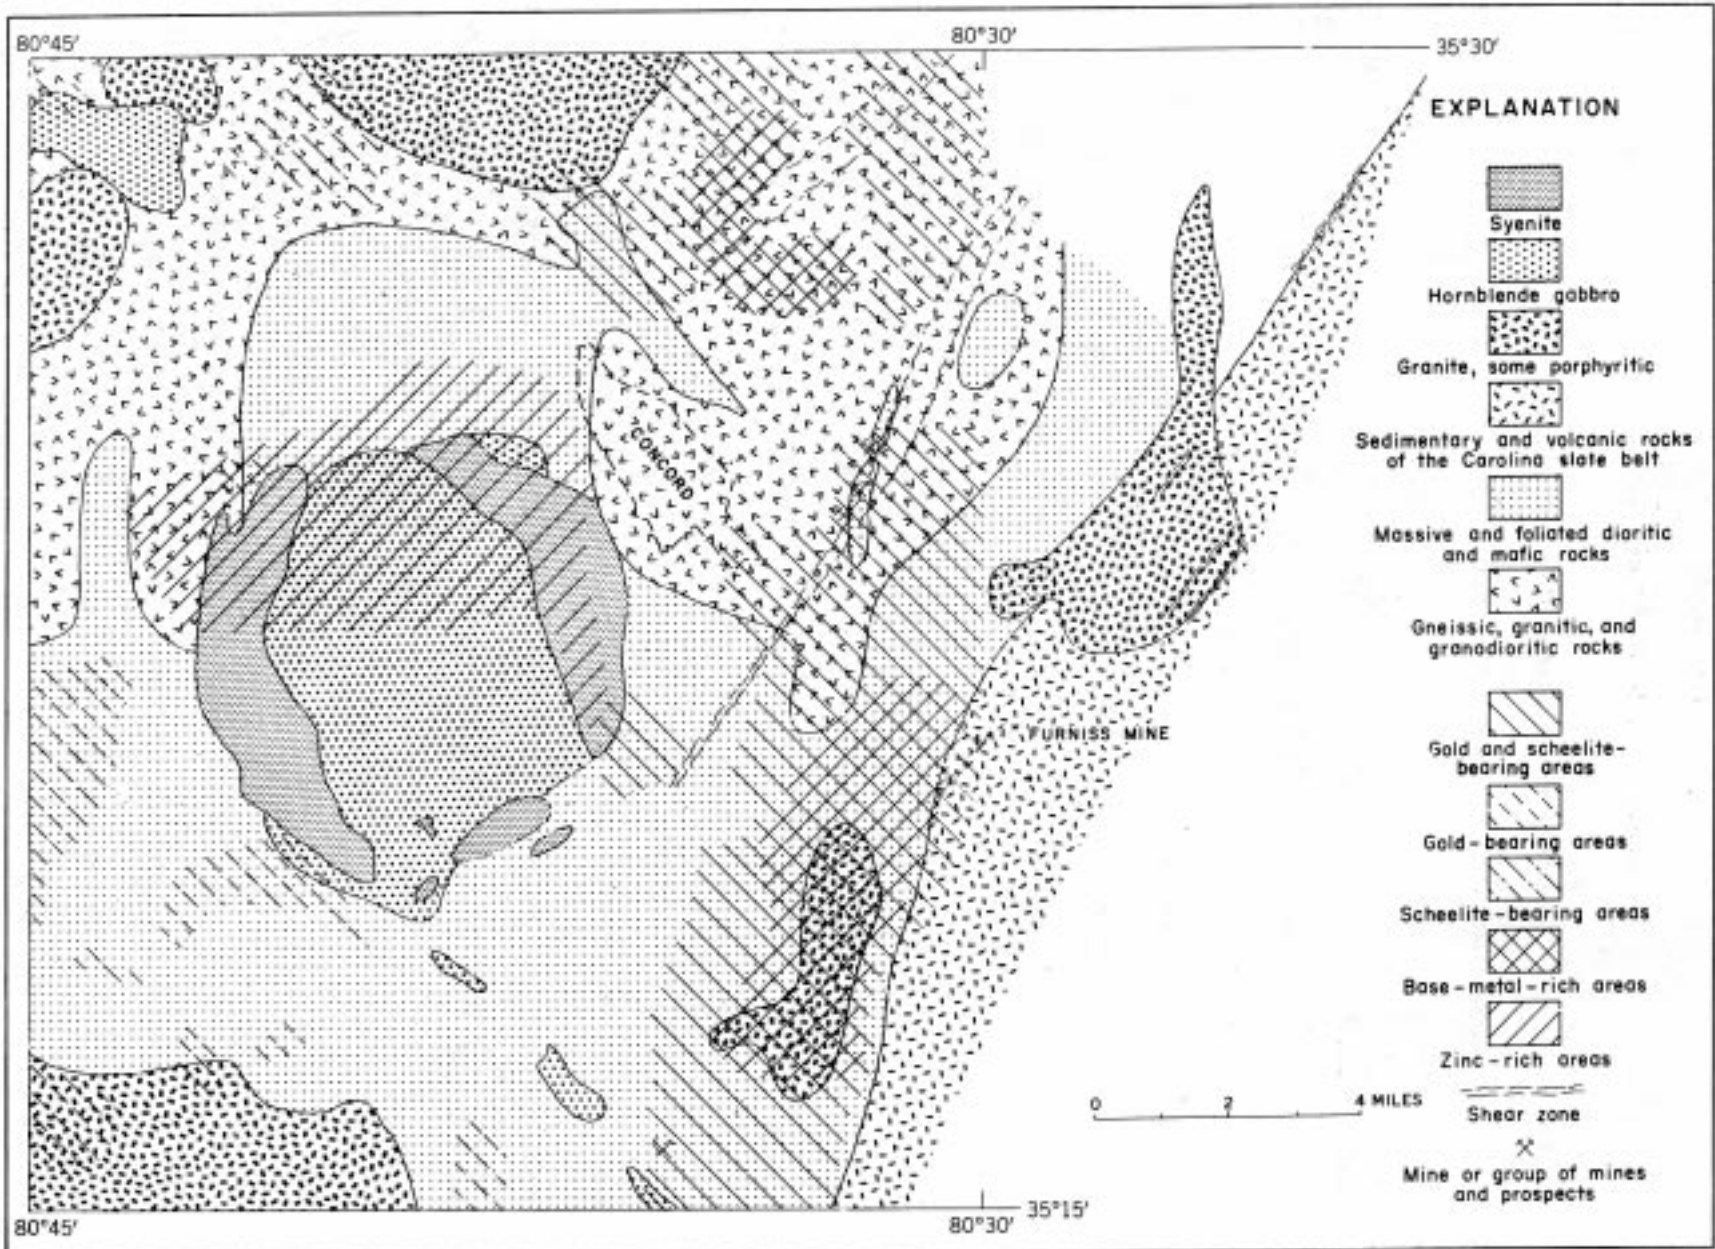 80°45′
80°30′
35°30′
EXPLANATION
Syenite
Hornblende gabbro
Granite, some porphyritic
Sedimentary and volcanic rocks
of the Carolina slate belt
Massive and foliated dioritic
and mafic rocks
Gneissic, granitic, and
granodioritic rocks
Gold and scheelite-
bearing areas
Gold-bearing areas
Scheelite-bearing areas
Base-metal-rich areas
Zinc-rich areas
Shear zone
Mine or group of mines
and prospects
CONCORD
FURNISS MINE
0 2 4 MILES
80°45′
80°30′
35°15′